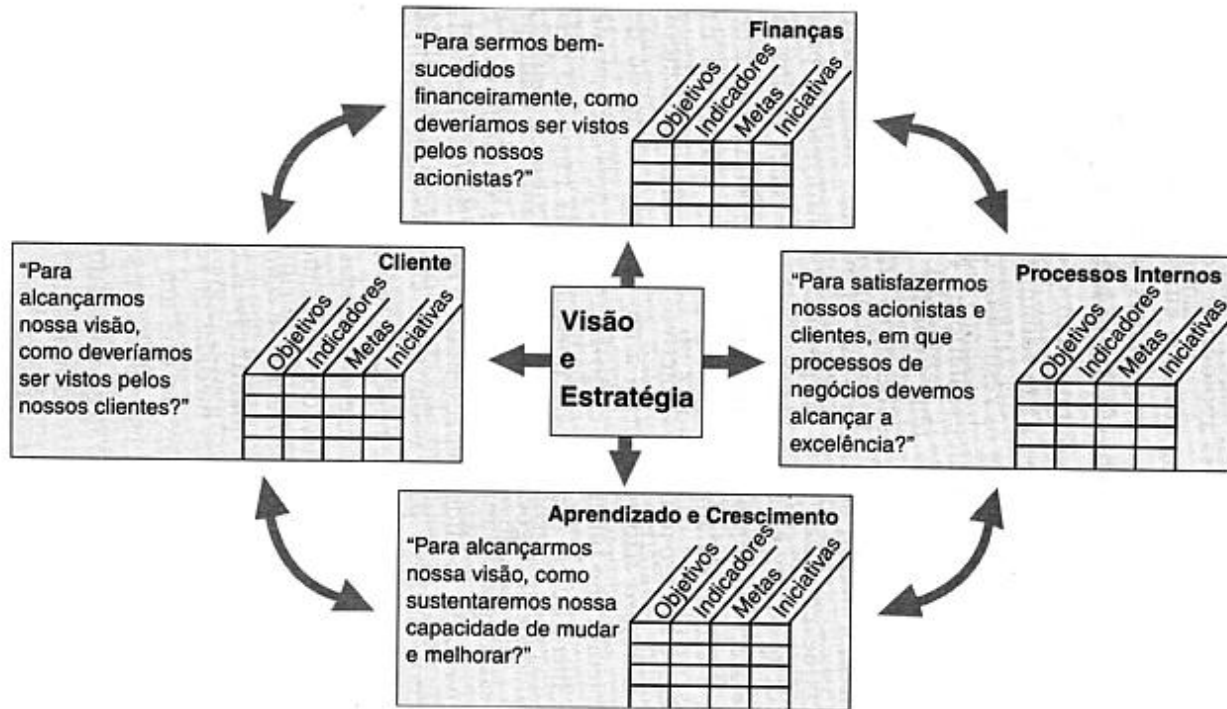 Finanças
“Para sermos bem-
sucedidos
financeiramente, como
deveríamos ser vistos
pelos nossos
acionistas?”
Objetivos
Indicadores
Metas
Iniciativas
Cliente
“Para
alcançarmos
nossa visão,
como deveríamos
ser vistos pelos
nossos clientes?”
Objetivos
Indicadores
Metas
Iniciativas
Visão
e
Estratégia
Processos Internos
“Para satisfazermos
nossos acionistas e
clientes, em que
processos de
negócios devemos
alcançar a
excelência?”
Objetivos
Indicadores
Metas
Iniciativas
Aprendizado e Crescimento
“Para alcançarmos
nossa visão, como
sustentaremos nossa
capacidade de mudar
e melhorar?”
Objetivos
Indicadores
Metas
Iniciativas